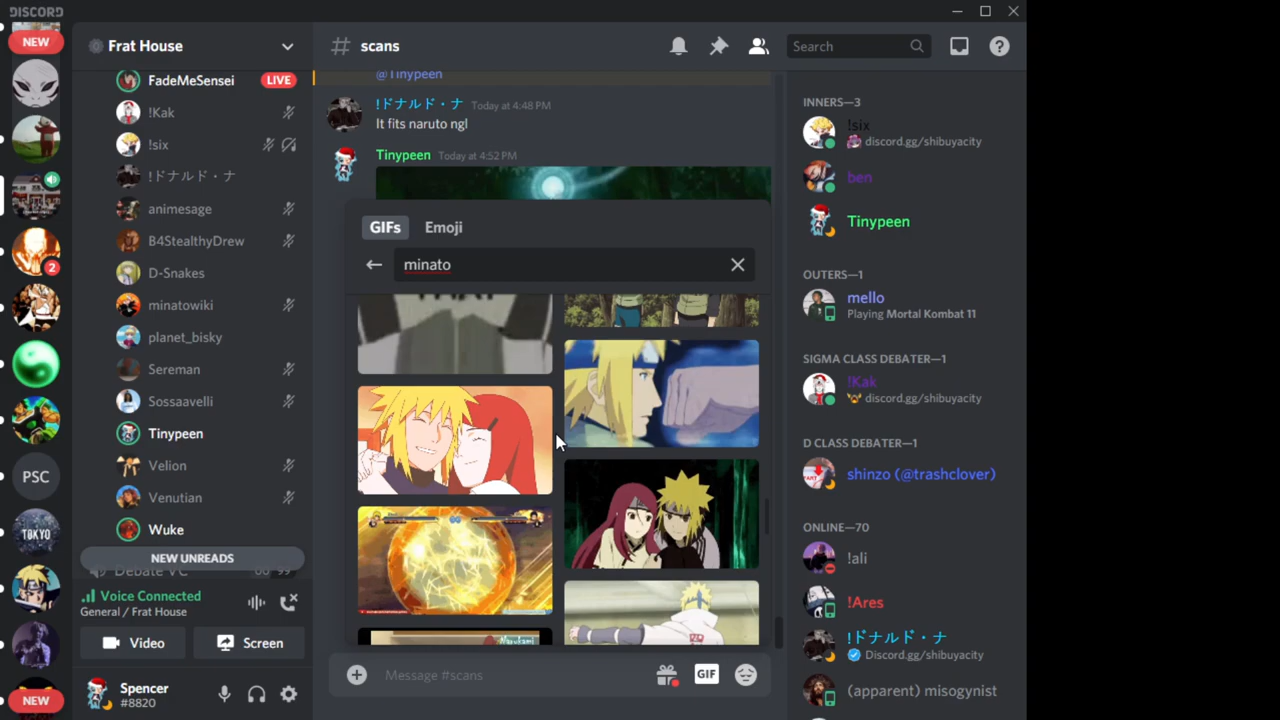 DISCORD
NEW
2
PSC
TOKYO
NEW
Frat House
FadeMeSensei
LIVE
!Kak
!six
!ドナルド・ナ
animesage
B4StealthyDrew
D-Snakes
minatowiki
planet_bisky
Sereman
Sossaavelli
Tinypeen
Velion
Venutian
Wuke
NEW UNREADS
Debate VC
Voice Connected
General / Frat House
Video
Screen
Spencer
#8820
# scans
Search
@Tinypeen
!ドナルド・ナ Today at 4:48 PM
It fits naruto ngl
Tinypeen Today at 4:52 PM
GIFs
Emoji
minato
Message #scans
GIF
INNERS—3
!six
discord.gg/shibuyacity
ben
Tinypeen
OUTERS—1
mello
Playing Mortal Kombat 11
SIGMA CLASS DEBATER—1
!Kak
discord.gg/shibuyacity
D CLASS DEBATER—1
shinzo (@trashclover)
ONLINE—70
!ali
!Ares
!ドナルド・ナ
Discord.gg/shibuyacity
(apparent) misogynist